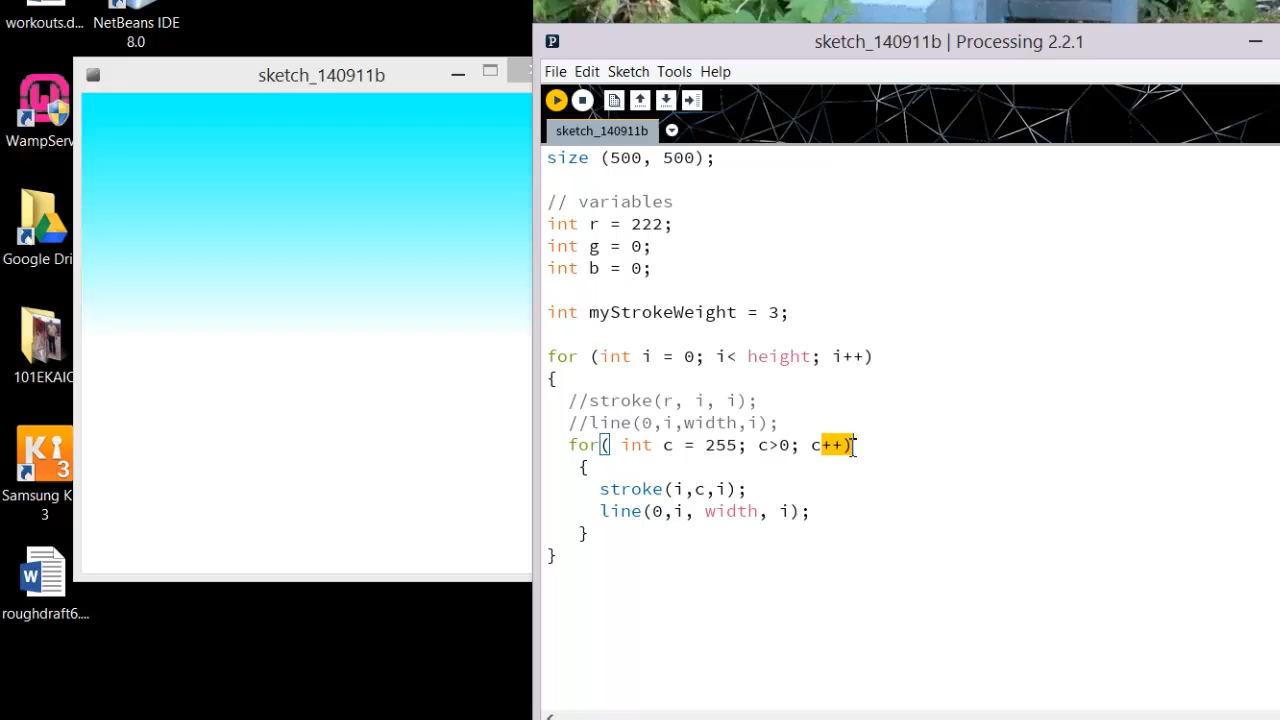 workouts.d...
NetBeans IDE
8.0
WampServ
Google Dri
101EKAIC
Samsung K
3
roughdraft6....
sketch_140911b
sketch_140911b | Processing 2.2.1
File Edit Sketch Tools Help
sketch_140911b
size (500, 500);
// variables
int r = 222;
int g = 0;
int b = 0;
int myStrokeWeight = 3;
for (int i = 0; i< height; i++)
{
//stroke(r, i, i);
//line(0,i,width,i);
for( int c = 255; c>0; c++)
{
stroke(i,c,i);
line(0,i, width, i);
}
}